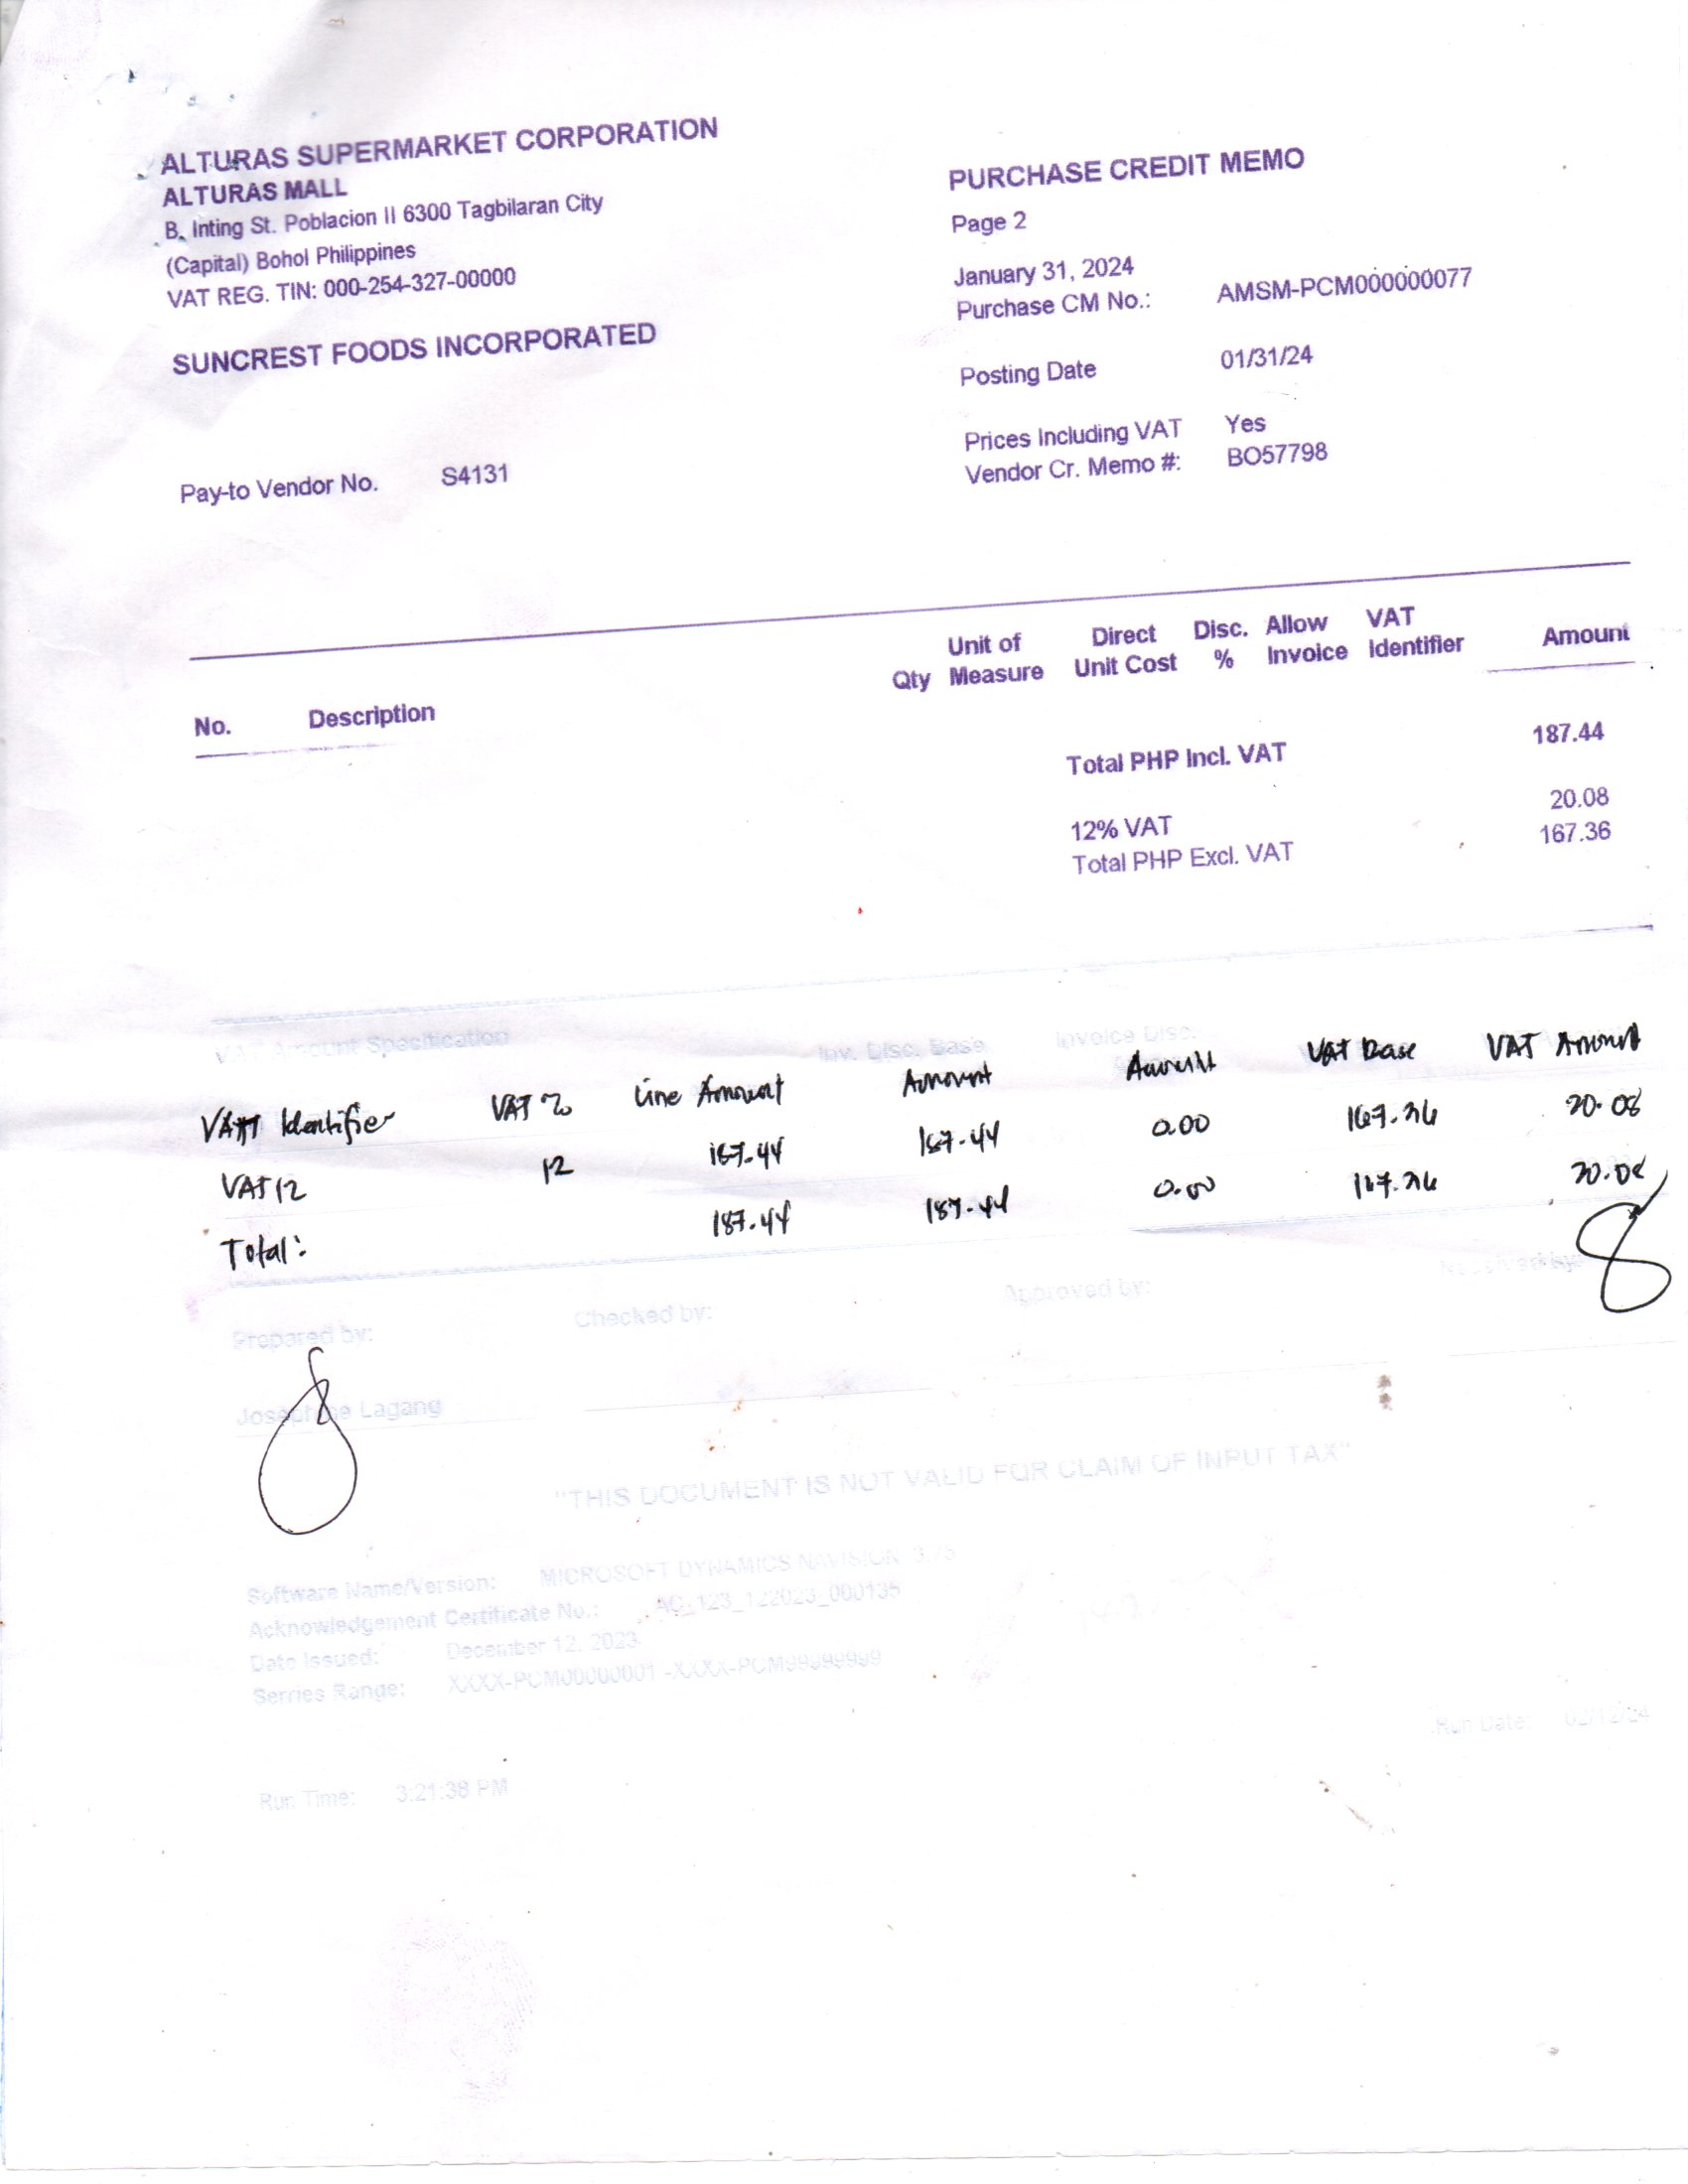 ALTURAS SUPERMARKET CORPORATION
ALTURAS MALL
B. Inting St. Poblacion II 6300 Tagbilaran City
(Capital) Bohol Philippines
VAT REG. TIN: 000-254-327-00000
SUNCREST FOODS INCORPORATED
Pay-to Vendor No. S4131
PURCHASE CREDIT MEMO
Page 2
January 31, 2024
Purchase CM No.: AMSM-PCM000000077
Posting Date 01/31/24
Prices Including VAT Yes
Vendor Cr. Memo #: BO57798
No. Description Qty Unit of Measure Direct Unit Cost Disc. % Allow Invoice VAT Identifier Amount
Total PHP Incl. VAT 187.44
12% VAT 20.08
Total PHP Excl. VAT 167.36
VAT Amount Specification Inv. Disc. Base Invoice Disc.
VAT Identifier VAT % Line Amount Amount Amount VAT Base VAT Amount
VAT12 12 187.44 187.44 0.00 167.36 20.08
Total: 187.44 187.44 0.00 167.36 20.08
Prepared by: Checked by: Approved by:
Josephine Lagang
"THIS DOCUMENT IS NOT VALID FOR CLAIM OF INPUT TAX"
Software Name/Version: MICROSOFT DYNAMICS NAVISION 3.75
Acknowledgement Certificate No.: AC_123_122023_000135
Date Issued: December 12, 2023
Serries Range: XXXX-PCM00000001 -XXXX-PCM99999999
Run Date: 02/12/24
Run Time: 3:21:38 PM